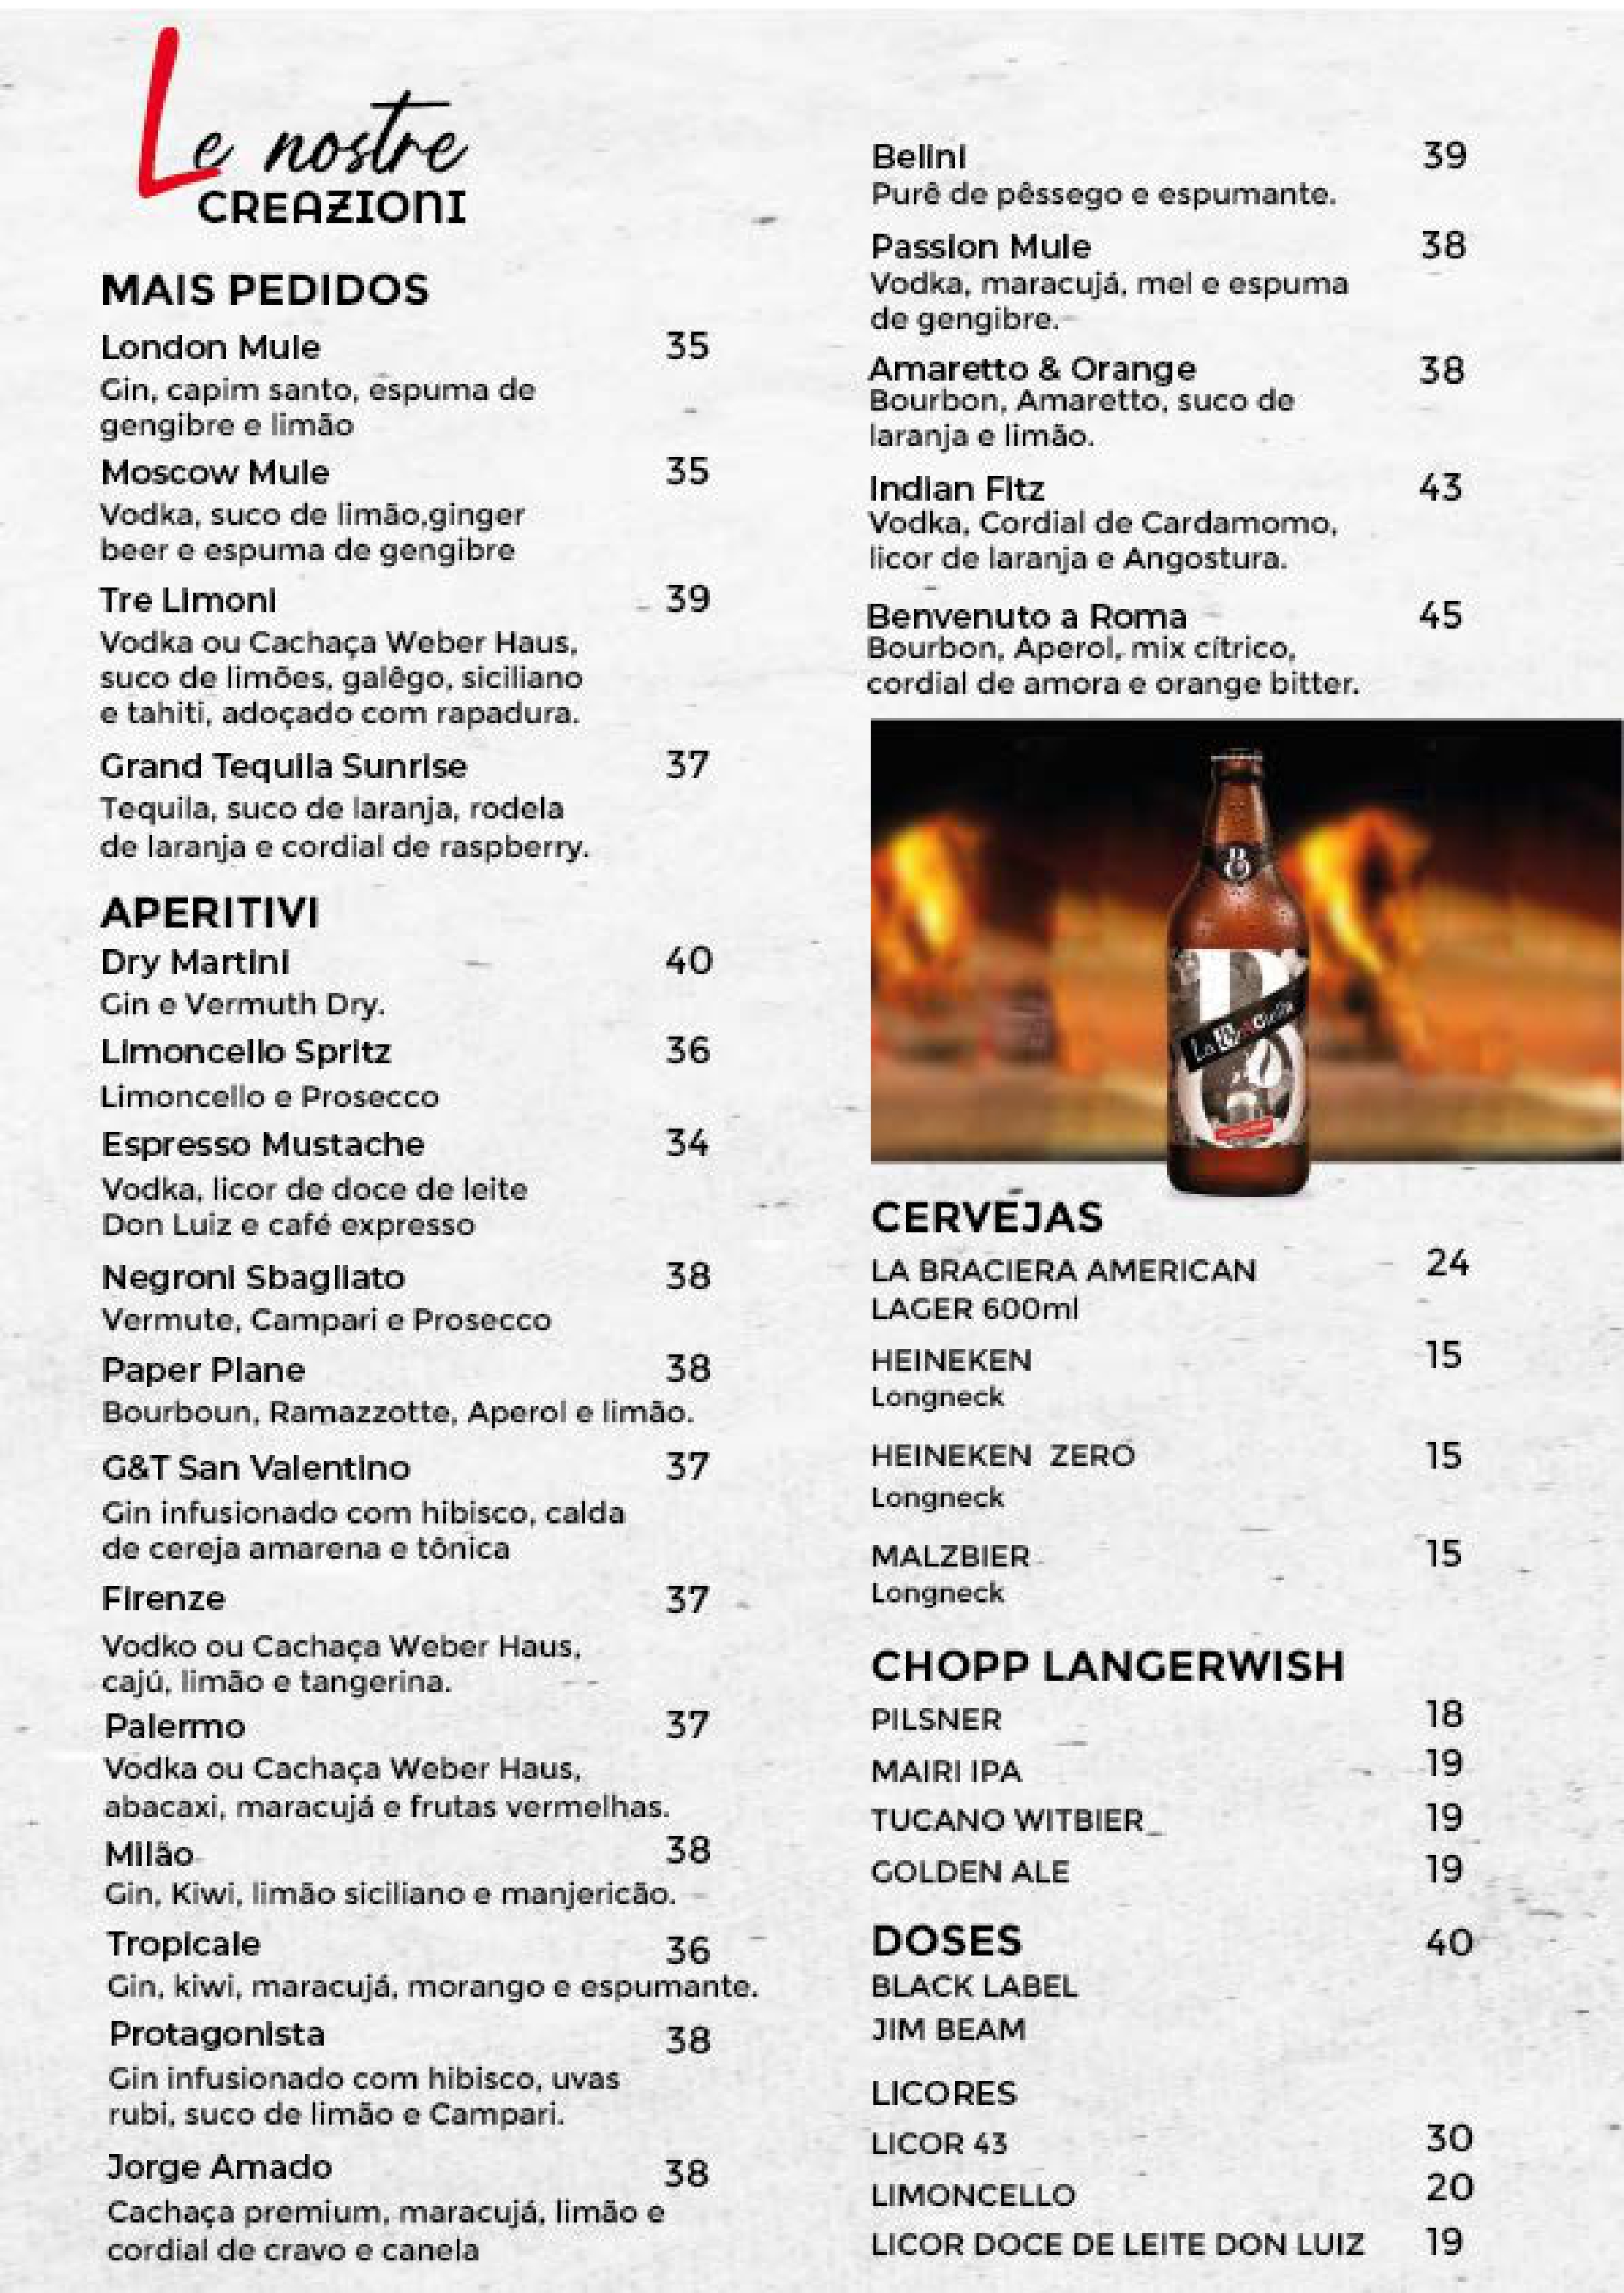 Le nostre
CREAZIONI
MAIS PEDIDOS
London Mule 35
Gin, capim santo, espuma de
gengibre e limão
Moscow Mule 35
Vodka, suco de limão,ginger
beer e espuma de gengibre
Tre Limoni 39
Vodka ou Cachaça Weber Haus,
suco de limões, galêgo, siciliano
e tahiti, adoçado com rapadura.
Grand Tequila Sunrise 37
Tequila, suco de laranja, rodela
de laranja e cordial de raspberry.
APERITIVI
Dry Martini 40
Gin e Vermuth Dry.
Limoncello Spritz 36
Limoncello e Prosecco
Espresso Mustache 34
Vodka, licor de doce de leite
Don Luiz e café expresso
Negroni Sbagliato 38
Vermute, Campari e Prosecco
Paper Plane 38
Bourboun, Ramazzotte, Aperol e limão.
G&T San Valentino 37
Gin infusionado com hibisco, calda
de cereja amarena e tônica
Firenze 37
Vodko ou Cachaça Weber Haus,
cajú, limão e tangerina.
Palermo 37
Vodka ou Cachaça Weber Haus,
abacaxi, maracujá e frutas vermelhas.
Milão 38
Gin, Kiwi, limão siciliano e manjericão.
Tropicale 36
Gin, kiwi, maracujá, morango e espumante.
Protagonista 38
Gin infusionado com hibisco, uvas
rubi, suco de limão e Campari.
Jorge Amado 38
Cachaça premium, maracujá, limão e
cordial de cravo e canela
Belini 39
Purê de pêssego e espumante.
Passion Mule 38
Vodka, maracujá, mel e espuma
de gengibre.
Amaretto & Orange 38
Bourbon, Amaretto, suco de
laranja e limão.
Indian Fitz 43
Vodka, Cordial de Cardamomo,
licor de laranja e Angostura.
Benvenuto a Roma 45
Bourbon, Aperol, mix cítrico,
cordial de amora e orange bitter.
B
La Braciera
CERVEJAS
LA BRACIERA AMERICAN 24
LAGER 600ml
HEINEKEN 15
Longneck
HEINEKEN ZERO 15
Longneck
MALZBIER 15
Longneck
CHOPP LANGERWISH
PILSNER 18
MAIRI IPA 19
TUCANO WITBIER 19
GOLDEN ALE 19
DOSES 40
BLACK LABEL
JIM BEAM
LICORES
LICOR 43 30
LIMONCELLO 20
LICOR DOCE DE LEITE DON LUIZ 19